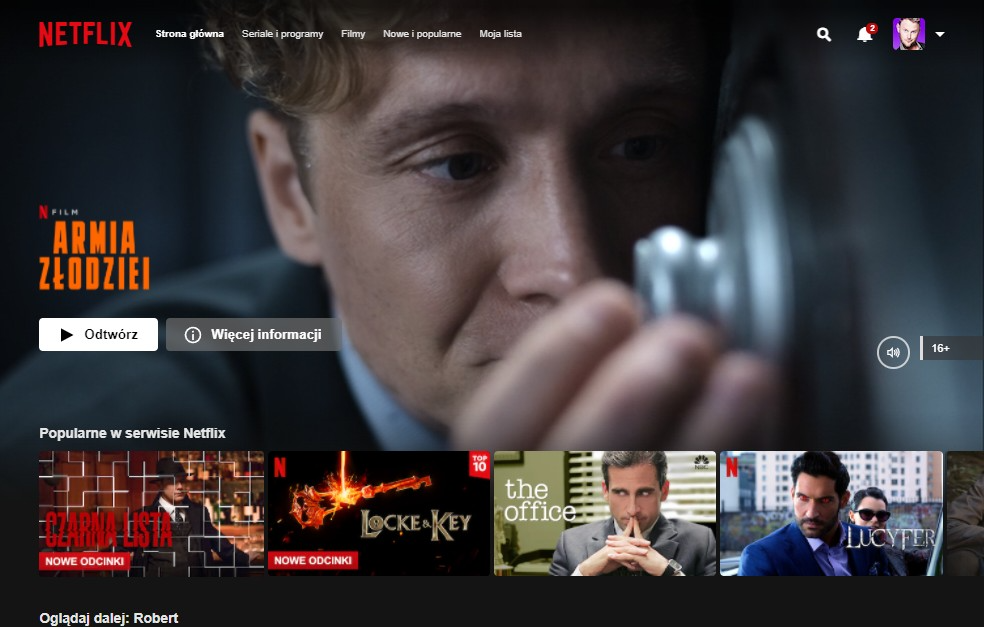 NETFLIX Strona główna Seriale i programy Filmy Nowe i popularne Moja lista 2
N FILM
ARMIA
ZŁODZIEI
Odtwórz Więcej informacji
16+
Popularne w serwisie Netflix
CZARNA LISTA
NOWE ODCINKI
N
TOP
10
LOCKE & KEY
NOWE ODCINKI
the
office
NBC
N
LUCYFER
Oglądaj dalej: Robert